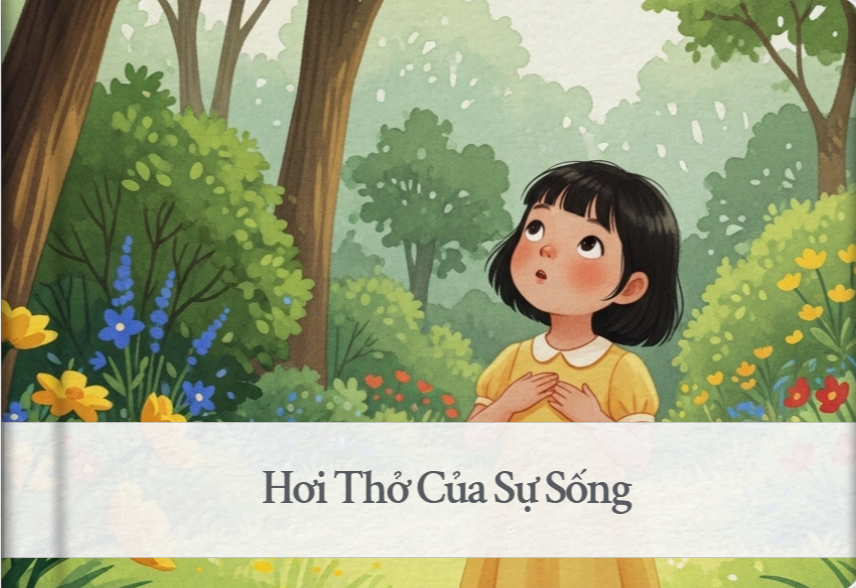 Hơi Thở Của Sự Sống